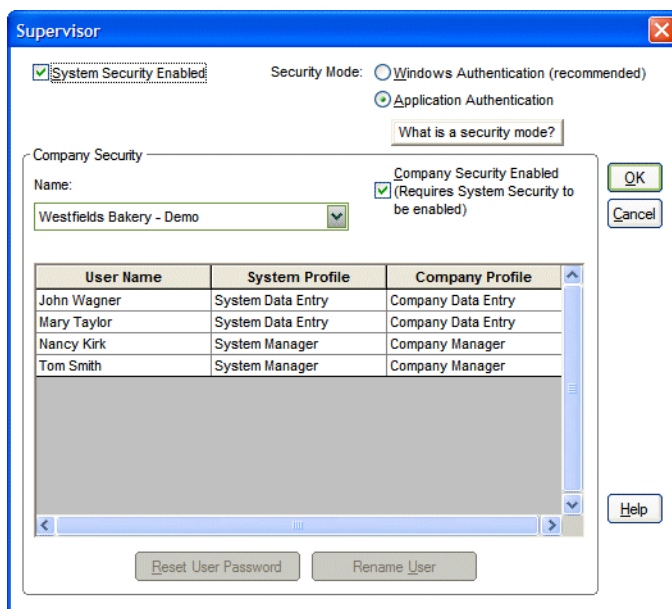 Supervisor
System Security Enabled
Security Mode:
Windows Authentication (recommended)
Application Authentication
What is a security mode?
Company Security
Name:
Westfields Bakery - Demo
Company Security Enabled
(Requires System Security to
be enabled)
OK
Cancel
User Name System Profile Company Profile
John Wagner System Data Entry Company Data Entry
Mary Taylor System Data Entry Company Data Entry
Nancy Kirk System Manager Company Manager
Tom Smith System Manager Company Manager
Help
Reset User Password
Rename User